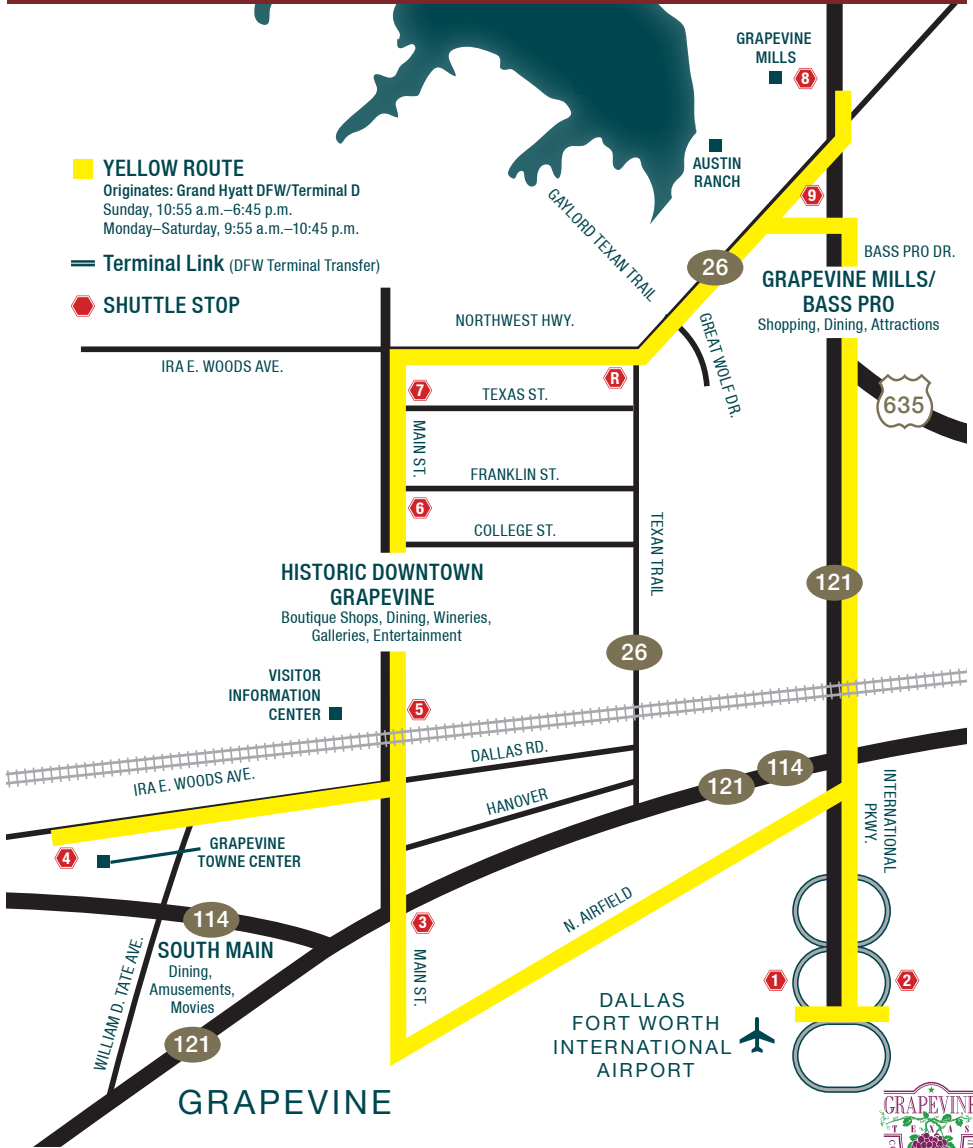 GRAPEVINE
MILLS
8
YELLOW ROUTE
Originates: Grand Hyatt DFW/Terminal D
Sunday, 10:55 a.m.–6:45 p.m.
Monday–Saturday, 9:55 a.m.–10:45 p.m.
Terminal Link (DFW Terminal Transfer)
SHUTTLE STOP
AUSTIN
RANCH
9
GAYLORD TEXAN TRAIL
26
BASS PRO DR.
GRAPEVINE MILLS/
BASS PRO
Shopping, Dining, Attractions
NORTHWEST HWY.
GREAT WOLF DR.
IRA E. WOODS AVE.
R
7
TEXAS ST.
635
MAIN ST.
FRANKLIN ST.
6
COLLEGE ST.
TEXAN TRAIL
HISTORIC DOWNTOWN
GRAPEVINE
Boutique Shops, Dining, Wineries,
Galleries, Entertainment
121
26
VISITOR
INFORMATION
CENTER
5
DALLAS RD.
IRA E. WOODS AVE.
114
121
HANOVER
INTERNATIONAL
PKWY.
GRAPEVINE
TOWNE CENTER
4
114
3
N. AIRFIELD
SOUTH MAIN
Dining,
Amusements,
Movies
MAIN ST.
WILLIAM D. TATE AVE.
1
2
DALLAS
FORT WORTH
INTERNATIONAL
AIRPORT
121
GRAPEVINE
GRAPEVINE
TEXAS